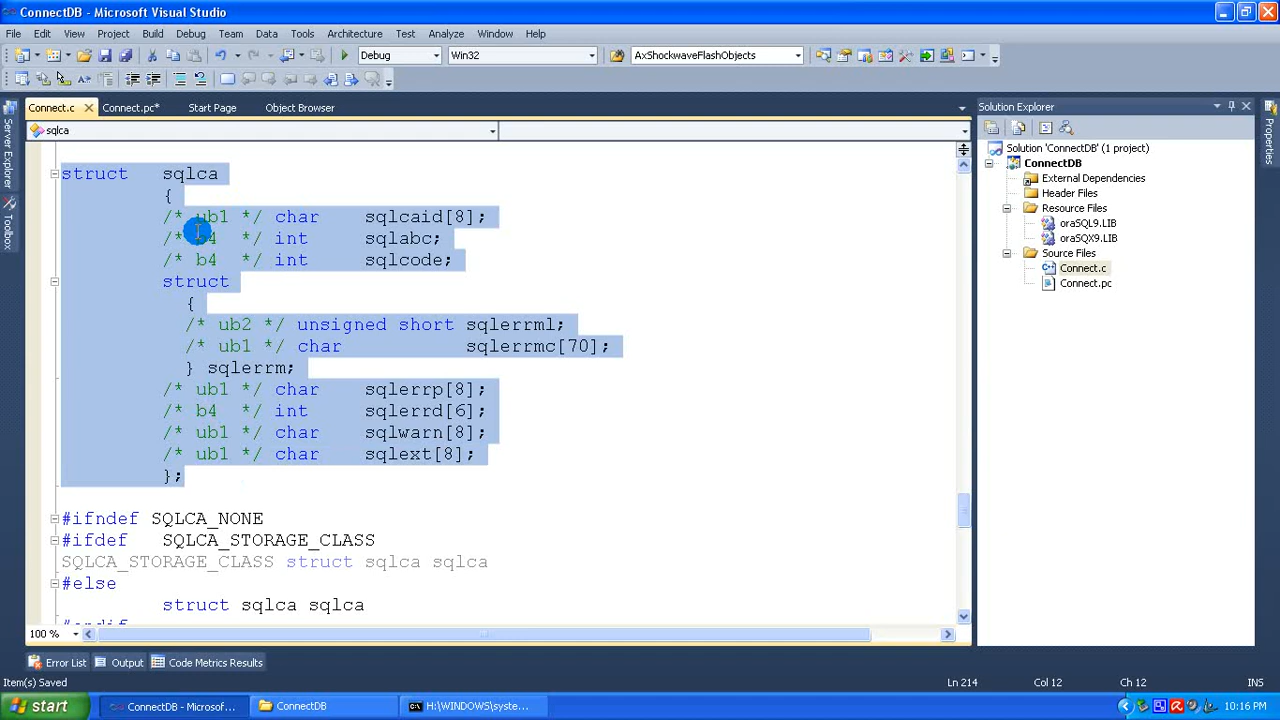 ConnectDB - Microsoft Visual Studio
File Edit View Project Build Debug Team Data Tools Architecture Test Analyze Window Help
Debug Win32 AxShockwaveFlashObjects
Connect.c Connect.pc* Start Page Object Browser
sqlca
struct sqlca
{
/* ub1 */ char sqlcaid[8];
/* b4 */ int sqlabc;
/* b4 */ int sqlcode;
struct
{
/* ub2 */ unsigned short sqlerrml;
/* ub1 */ char sqlerrmc[70];
} sqlerrm;
/* ub1 */ char sqlerrp[8];
/* b4 */ int sqlerrd[6];
/* ub1 */ char sqlwarn[8];
/* ub1 */ char sqlext[8];
};
#ifndef SQLCA_NONE
#ifdef SQLCA_STORAGE_CLASS
SQLCA_STORAGE_CLASS struct sqlca sqlca
#else
struct sqlca sqlca
#endif
100 %
Server Explorer
Toolbox
Solution Explorer
Solution 'ConnectDB' (1 project)
ConnectDB
External Dependencies
Header Files
Resource Files
oraSQL9.LIB
oraSQX9.LIB
Source Files
Connect.c
Connect.pc
Properties
Error List Output Code Metrics Results
Item(s) Saved Ln 214 Col 12 Ch 12 INS
start ConnectDB - Microsof... ConnectDB H:\WINDOWS\syste... 10:16 PM